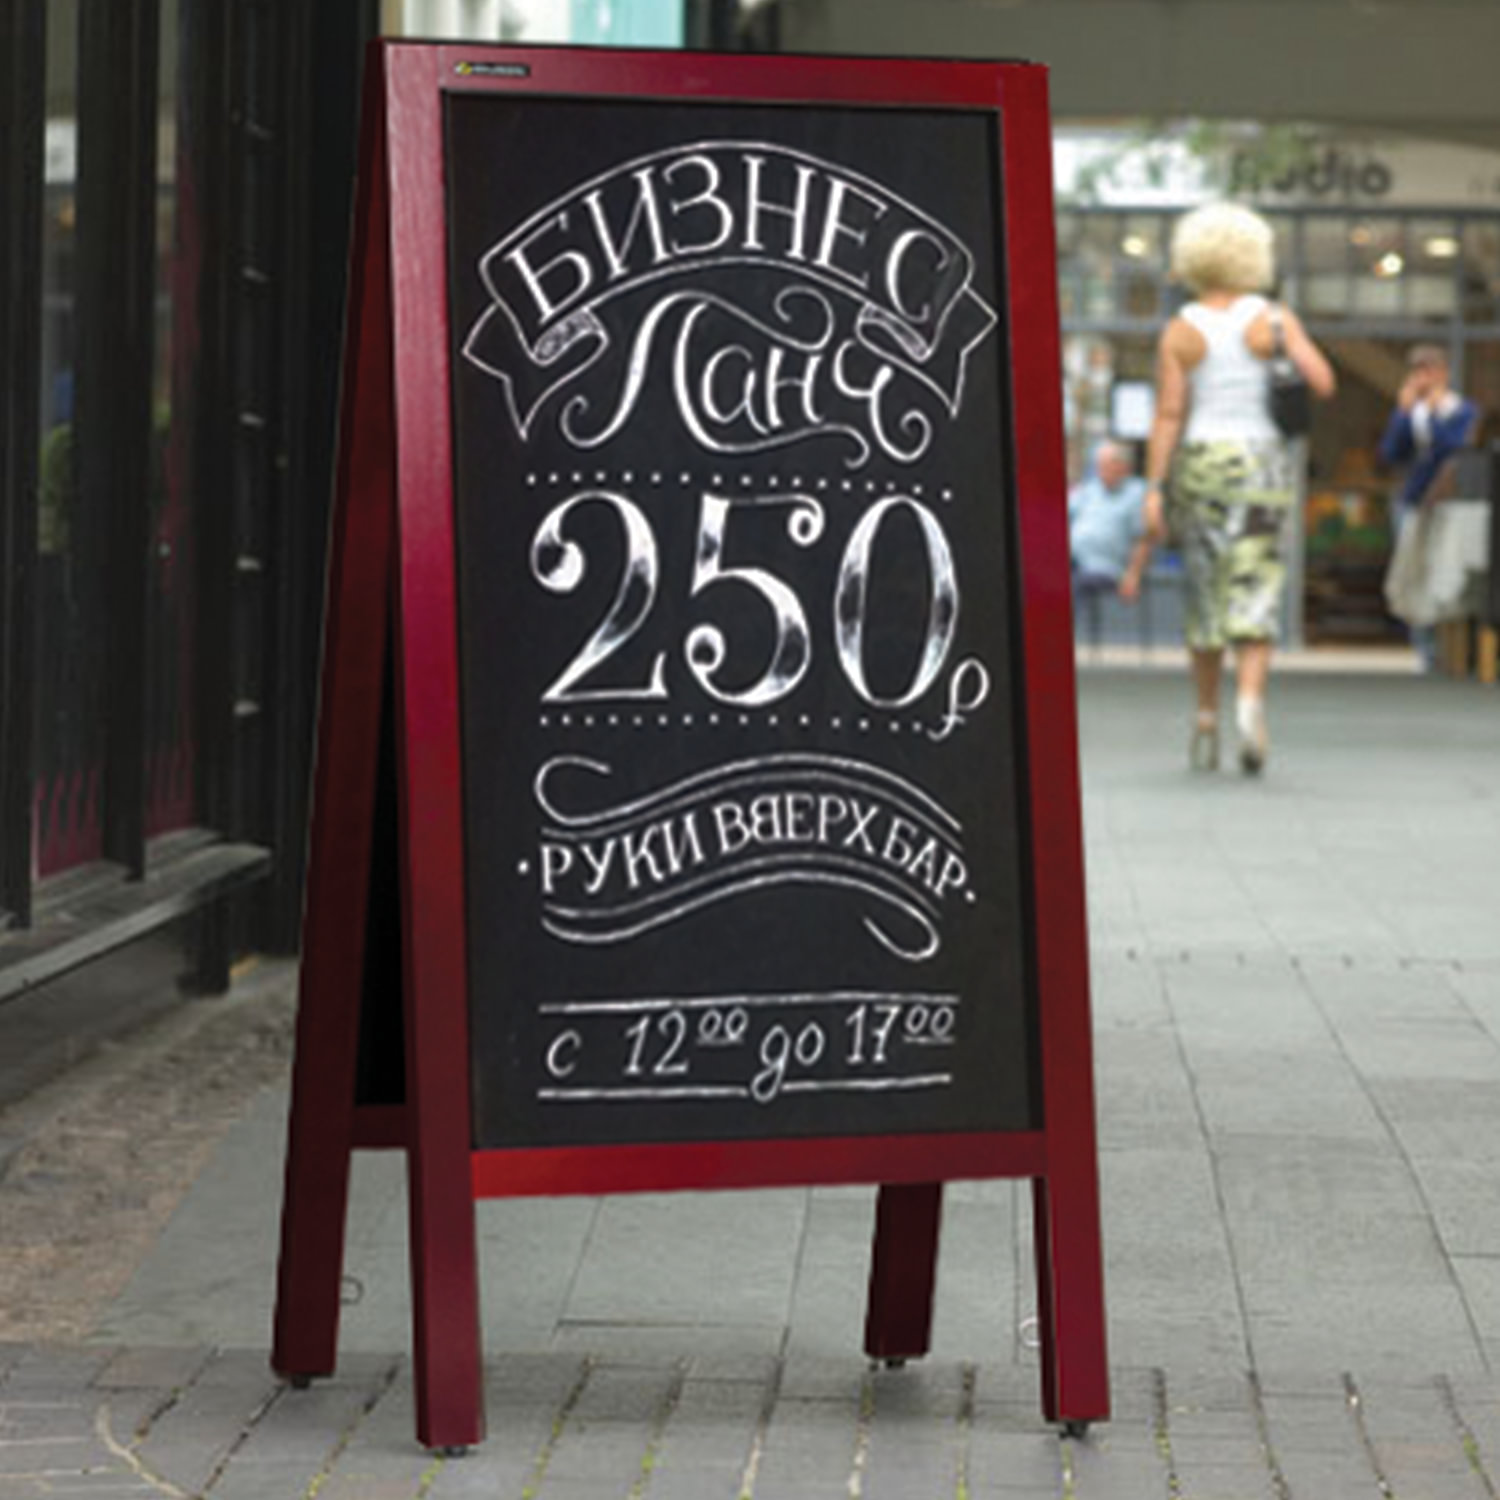 БИЗНЕС
Ланч
250р
·РУКИ ВВЕРХ БАР·
с 12⁰⁰ до 17⁰⁰